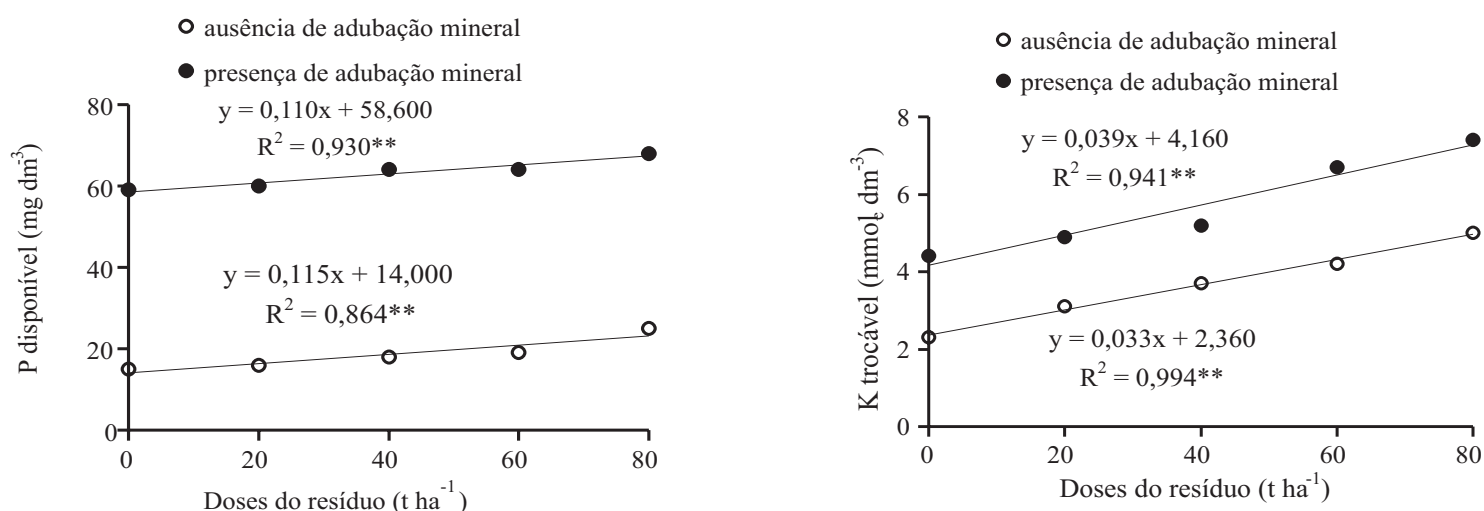 ausência de adubação mineral
presença de adubação mineral
y = 0,110x + 58,600
R² = 0,930**
y = 0,115x + 14,000
R² = 0,864**
P disponível (mg dm⁻³)
80
60
40
20
0
0 20 40 60 80
Doses do resíduo (t ha⁻¹)
ausência de adubação mineral
presença de adubação mineral
y = 0,039x + 4,160
R² = 0,941**
y = 0,033x + 2,360
R² = 0,994**
K trocável (mmolc dm⁻³)
8
6
4
2
0
0 20 40 60 80
Doses do resíduo (t ha⁻¹)